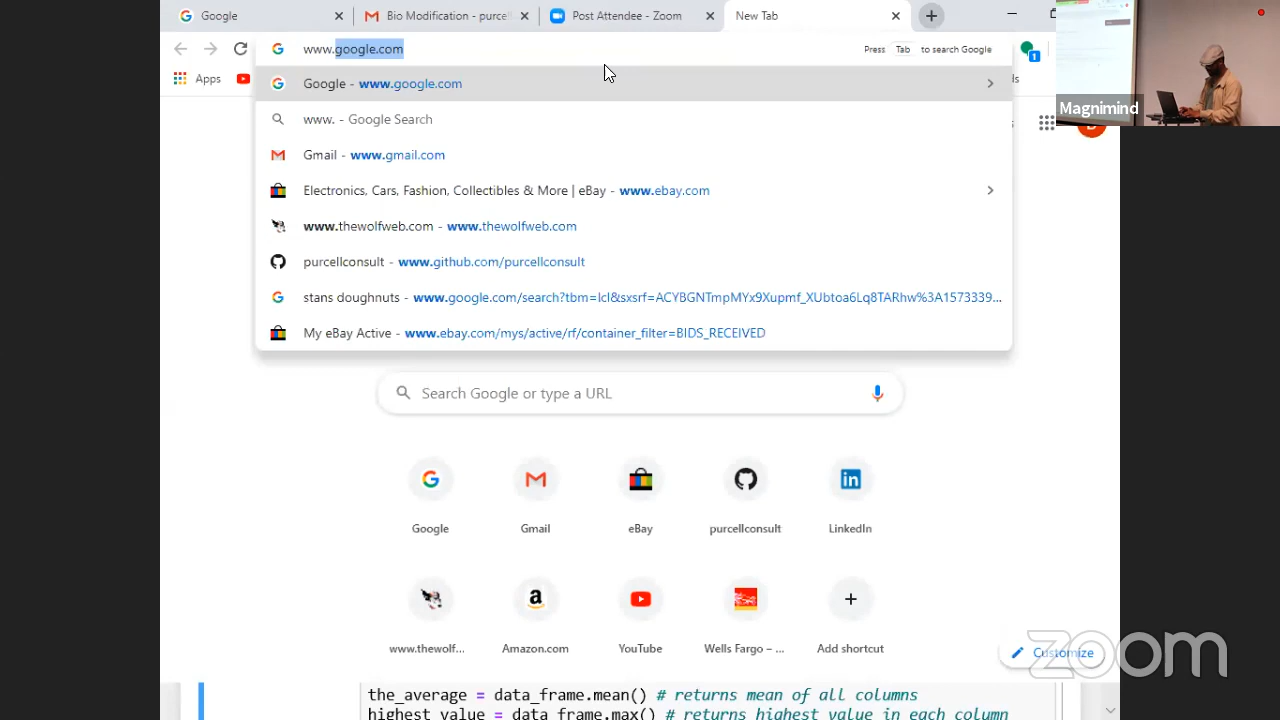 Google
Bio Modification - purce
Post Attendee - Zoom
New Tab
www.google.com
Press Tab to search Google
1
Apps
Google - www.google.com
www. - Google Search
Gmail - www.gmail.com
Electronics, Cars, Fashion, Collectibles & More | eBay - www.ebay.com
www.thewolfweb.com - www.thewolfweb.com
purcellconsult - www.github.com/purcellconsult
stans doughnuts - www.google.com/search?tbm=lcl&sxsrf=ACYBGNTmpMYx9Xupmf_XUbtoa6Lq8TARhw%3A1573339...
My eBay Active - www.ebay.com/mys/active/rf/container_filter=BIDS_RECEIVED
Magnimind
Search Google or type a URL
Google
Gmail
eBay
purcellconsult
LinkedIn
www.thewolf...
Amazon.com
YouTube
Wells Fargo – ...
Add shortcut
Customize
zoom
the_average = data_frame.mean() # returns mean of all columns
highest_value = data_frame.max() # returns highest value in each column